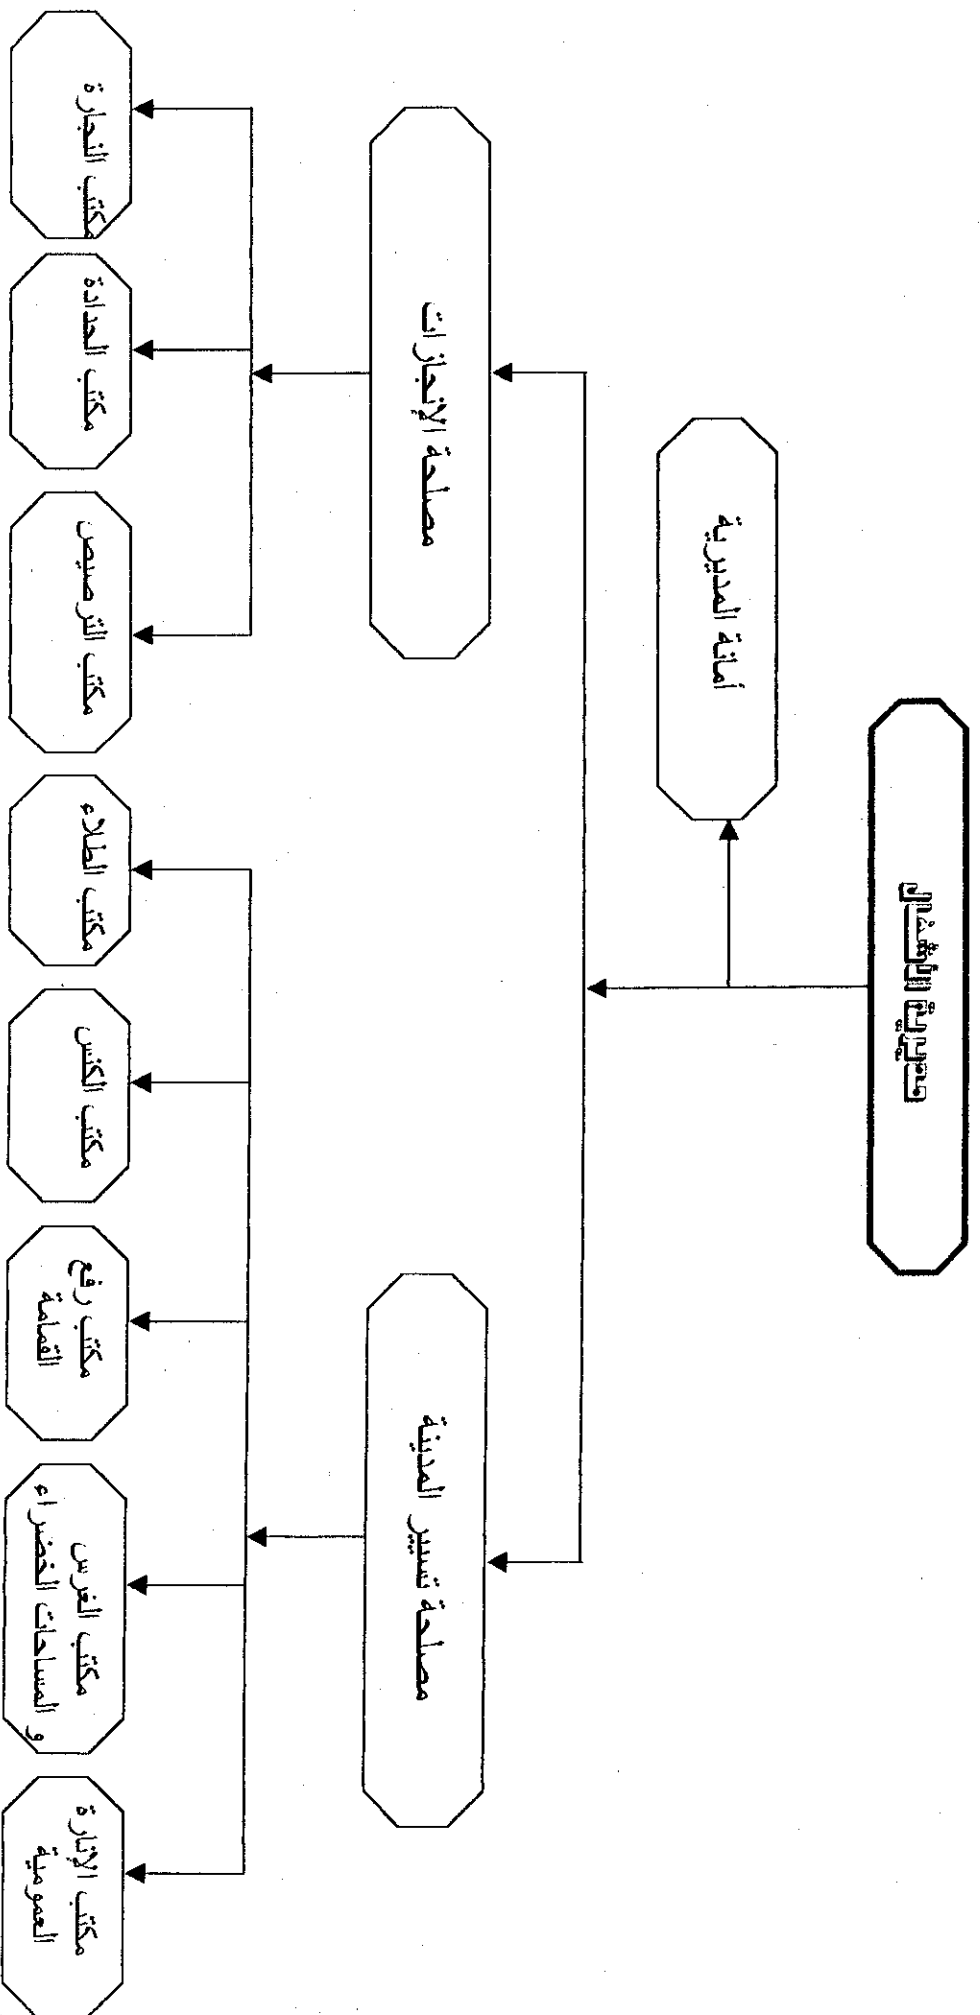 مديرية الأشغال
أمانة المديرية
مصلحة تسيير المدينة
مصلحة الإنجازات
مكتب الإنارة
العمومية
مكتب الغرس
و المساحات الخضراء
مكتب رفع
القمامة
مكتب الكنس
مكتب الطلاء
مكتب الترصيص
مكتب الحدادة
مكتب النجارة